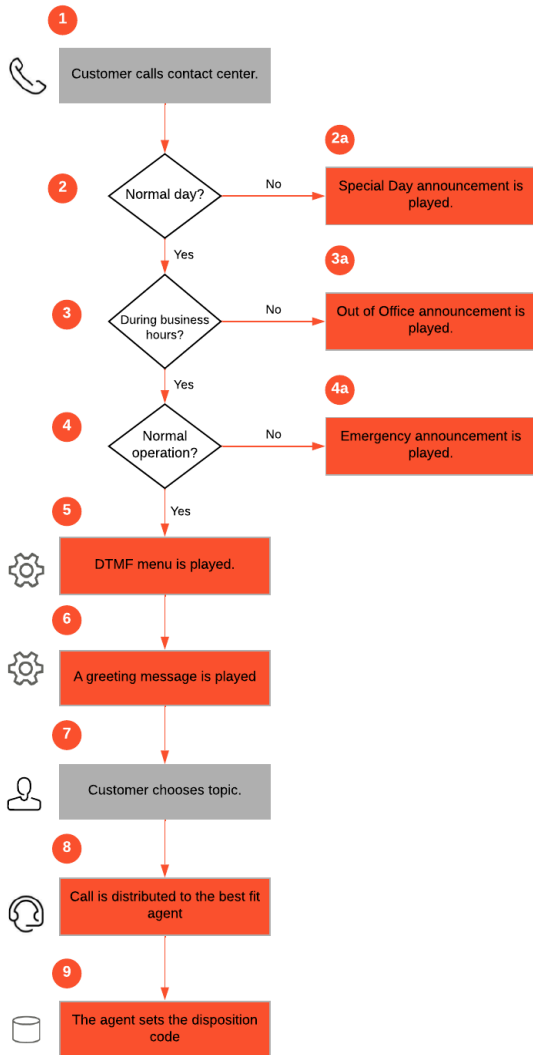 1
Customer calls contact center.
2
Normal day?
No
2a
Special Day announcement is
played.
Yes
3
During business
hours?
No
3a
Out of Office announcement is
played.
Yes
4
Normal
operation?
No
4a
Emergency announcement is
played.
Yes
5
DTMF menu is played.
6
A greeting message is played
7
Customer chooses topic.
8
Call is distributed to the best fit
agent
9
The agent sets the disposition
code